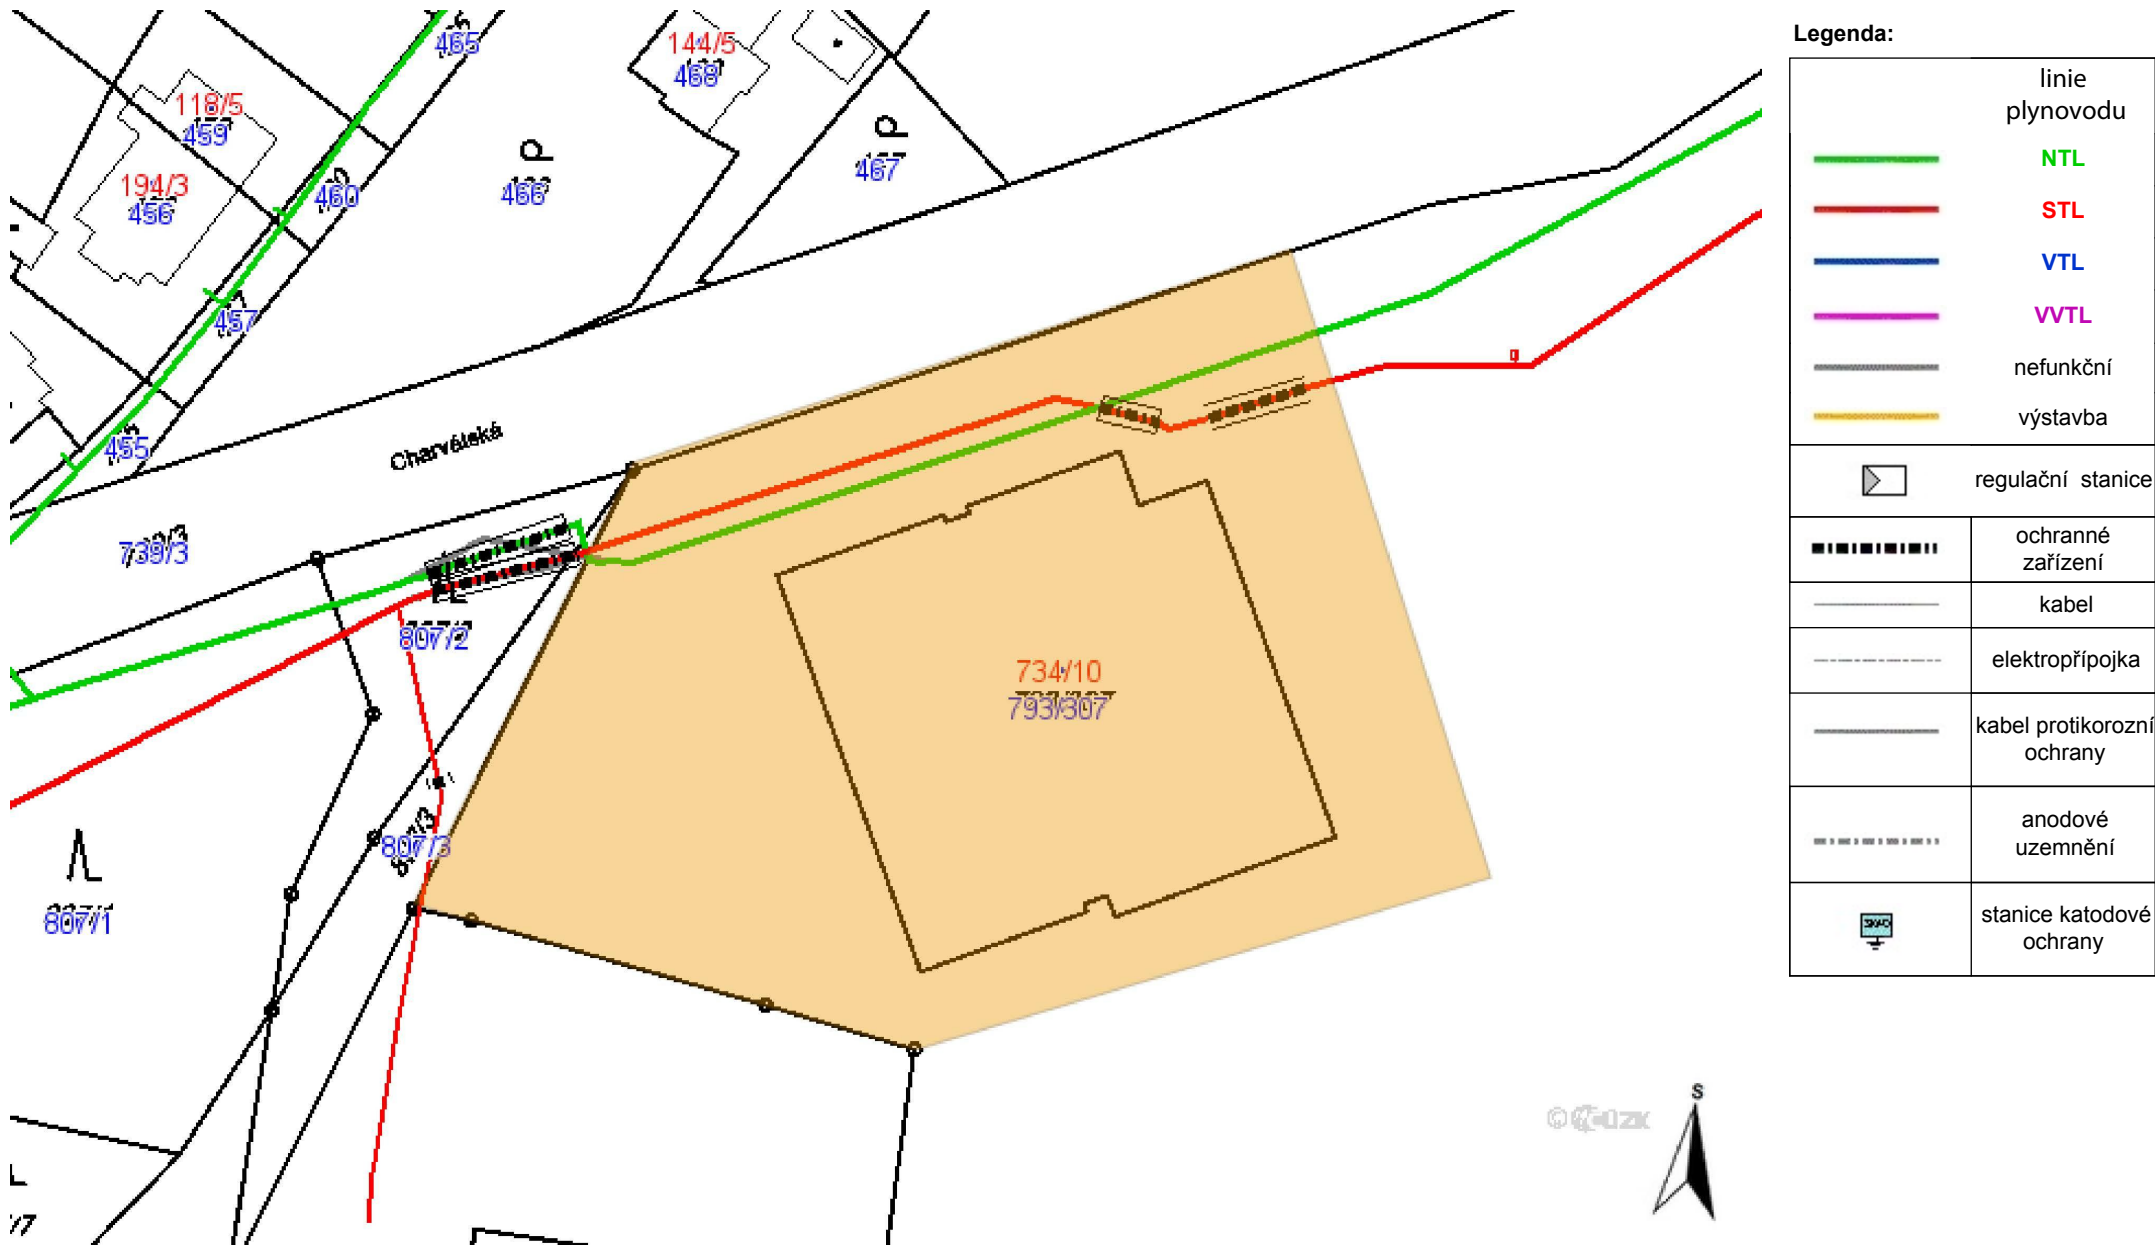 465
144/5
468
118/5
459
194/3
456
460
466
467
457
455
Charvátská
739/3
807/2
734/10
793/307
807/3
807/1
S
Legenda:
linie
plynovodu
NTL
STL
VTL
VVTL
nefunkční
výstavba
regulační stanice
ochranné
zařízení
kabel
elektropřípojka
kabel protikorozní
ochrany
anodové
uzemnění
stanice katodové
ochrany